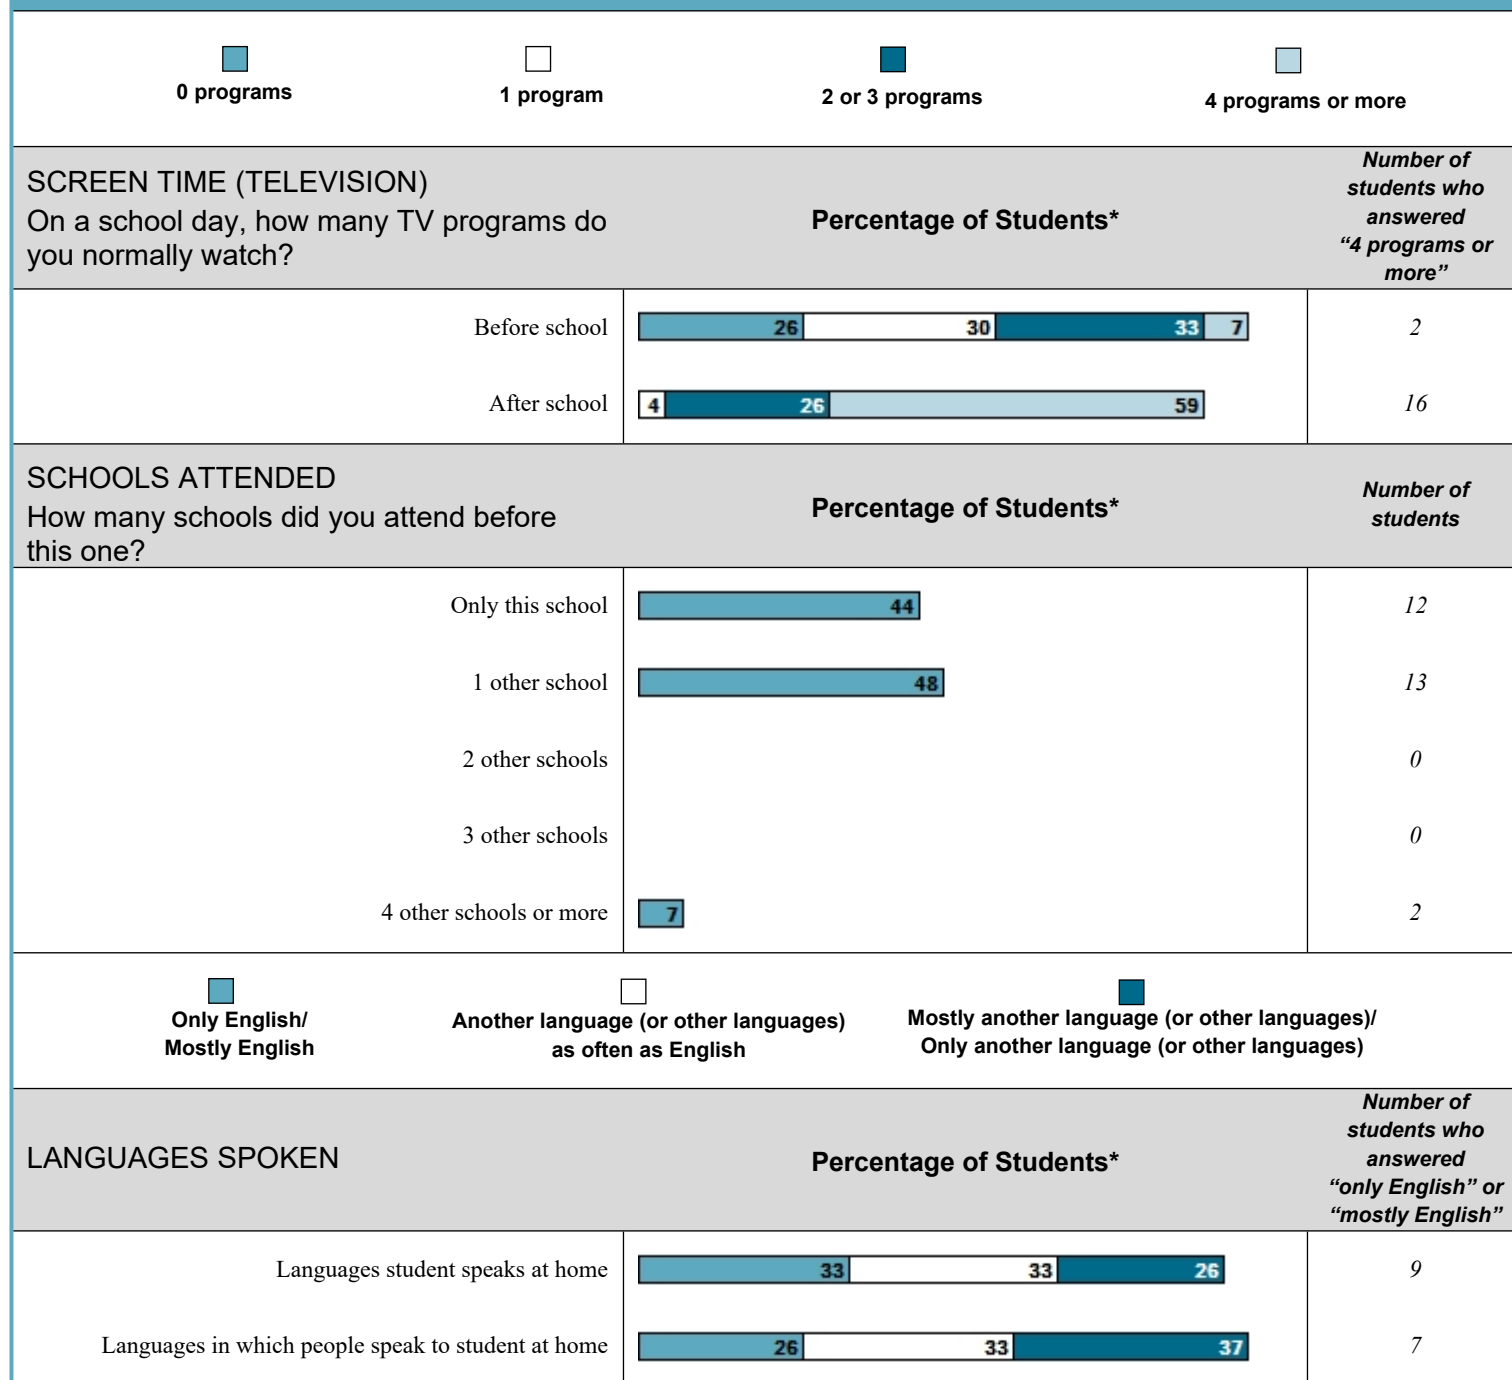 0 programs
1 program
2 or 3 programs
4 programs or more
SCREEN TIME (TELEVISION)
On a school day, how many TV programs do
you normally watch?
Percentage of Students*
Number of
students who
answered
“4 programs or
more”
Before school
26 30 33 7
2
After school
4 26 59
16
SCHOOLS ATTENDED
How many schools did you attend before
this one?
Percentage of Students*
Number of
students
Only this school
44
12
1 other school
48
13
2 other schools
0
3 other schools
0
4 other schools or more
7
2
Only English/
Mostly English
Another language (or other languages)
as often as English
Mostly another language (or other languages)/
Only another language (or other languages)
LANGUAGES SPOKEN
Percentage of Students*
Number of
students who
answered
“only English” or
“mostly English”
Languages student speaks at home
33 33 26
9
Languages in which people speak to student at home
26 33 37
7